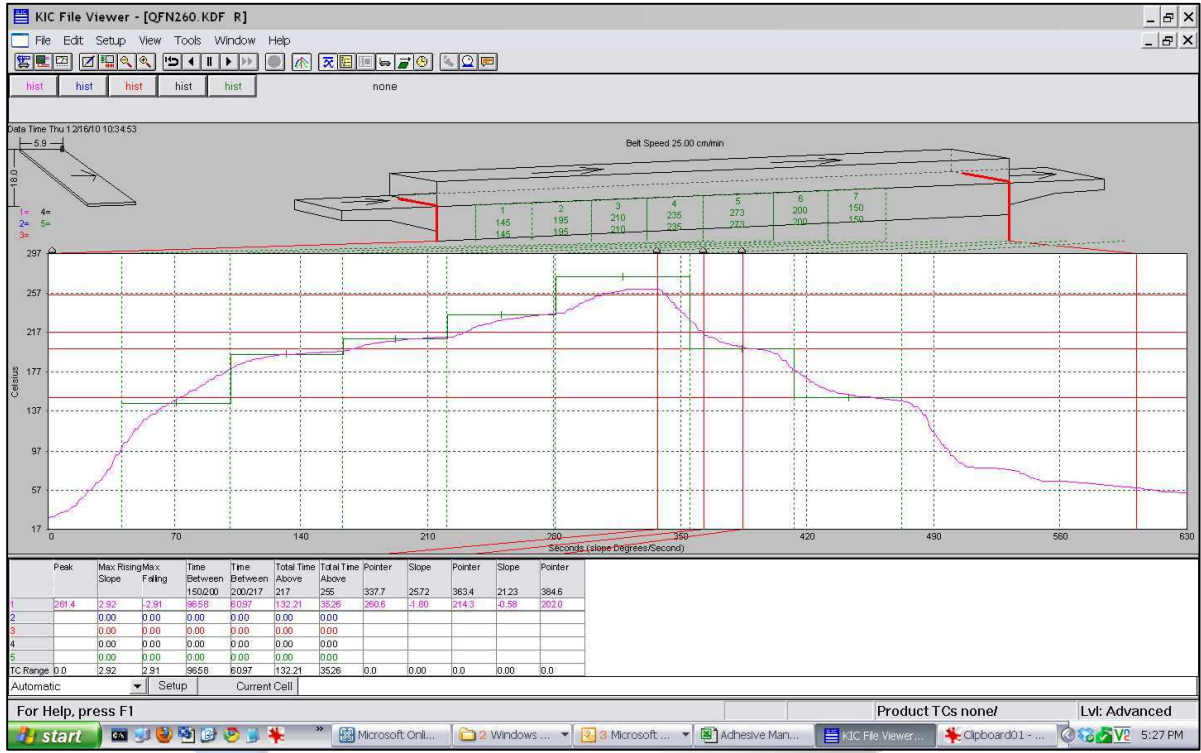 KIC File Viewer - [QFN260.KDF R]
File Edit Setup View Tools Window Help
hist hist hist hist hist none
Data Time Thu 12/16/10 10:34:53
5.9
Belt Speed 25.00 cm/min
18.0
1= 4=
2= 5=
3=
1 2 3 4 5 6 7
145 195 210 235 273 200 150
145 195 210 235 273 200 150
297
257
217
177
137
97
57
17
Celsius
0 70 140 210 280 350 420 490 560 630
Seconds (slope Degrees/Second)
Peak Max Rising Max Time Time Total Time Total Time Pointer Slope Pointer Slope Pointer
Slope Falling Between Between Above Above
150/200 200/217 217 255 337.7 25.72 363.4 21.23 384.6
1 261.4 2.92 -2.91 96.58 60.97 132.21 35.26 260.6 -1.80 214.3 -0.58 202.0
2 0.00 0.00 0.00 0.00 0.00 0.00
3 0.00 0.00 0.00 0.00 0.00 0.00
4 0.00 0.00 0.00 0.00 0.00 0.00
5 0.00 0.00 0.00 0.00 0.00 0.00
TC Range 0.0 2.92 2.91 96.58 60.97 132.21 35.26 0.0 0.00 0.0 0.00 0.0
Automatic Setup Current Cell
For Help, press F1 Product TCs none/ Lvl: Advanced
start » Microsoft Onli... 2 Windows ... 3 Microsoft ... Adhesive Man... KIC File Viewer... Clipboard01 - ... 5:27 PM